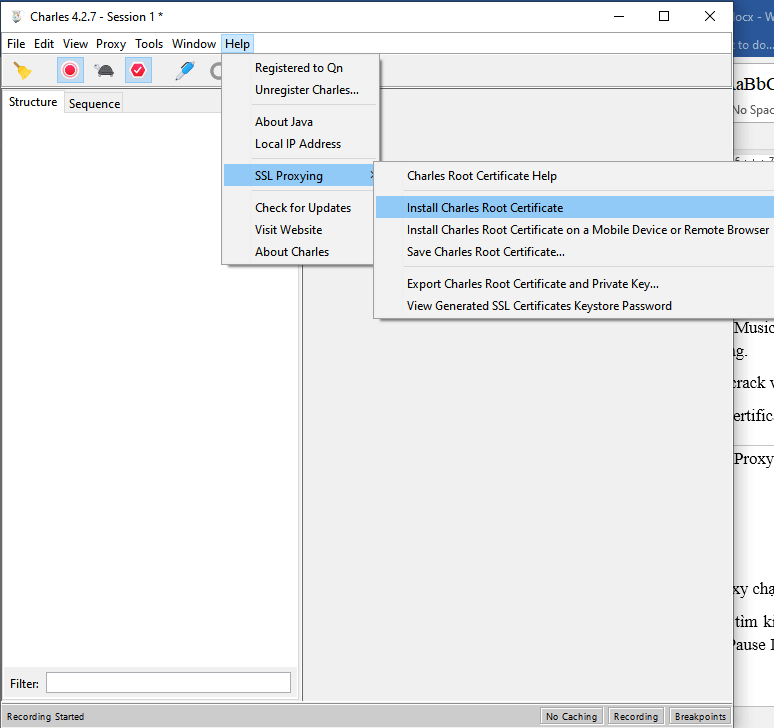 Charles 4.2.7 - Session 1 *
File Edit View Proxy Tools Window Help
Structure Sequence
Registered to Qn
Unregister Charles...
About Java
Local IP Address
SSL Proxying
Check for Updates
Visit Website
About Charles
Charles Root Certificate Help
Install Charles Root Certificate
Install Charles Root Certificate on a Mobile Device or Remote Browser
Save Charles Root Certificate...
Export Charles Root Certificate and Private Key...
View Generated SSL Certificates Keystore Password
ocx - W
to do...
aBbC
No Spac
Music
ng.
crack v
ertific
Proxy
xy chạ
tìm ki
Pause I
Filter:
Recording Started
No Caching Recording Breakpoints